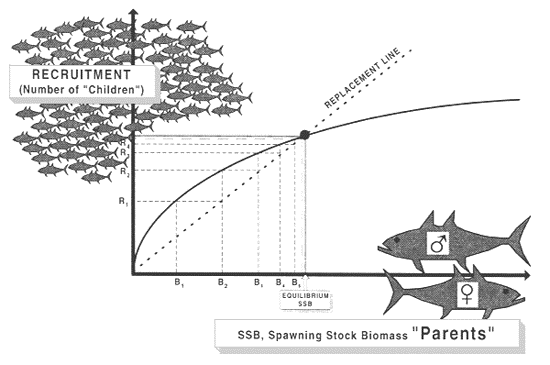 RECRUITMENT
(Number of "Children")
REPLACEMENT LINE
R₄
R₃
R₂
R₁
B₁
B₂
B₃
B₄
B₅
EQUILIBRIUM
SSB
♂
♀
SSB, Spawning Stock Biomass "Parents"